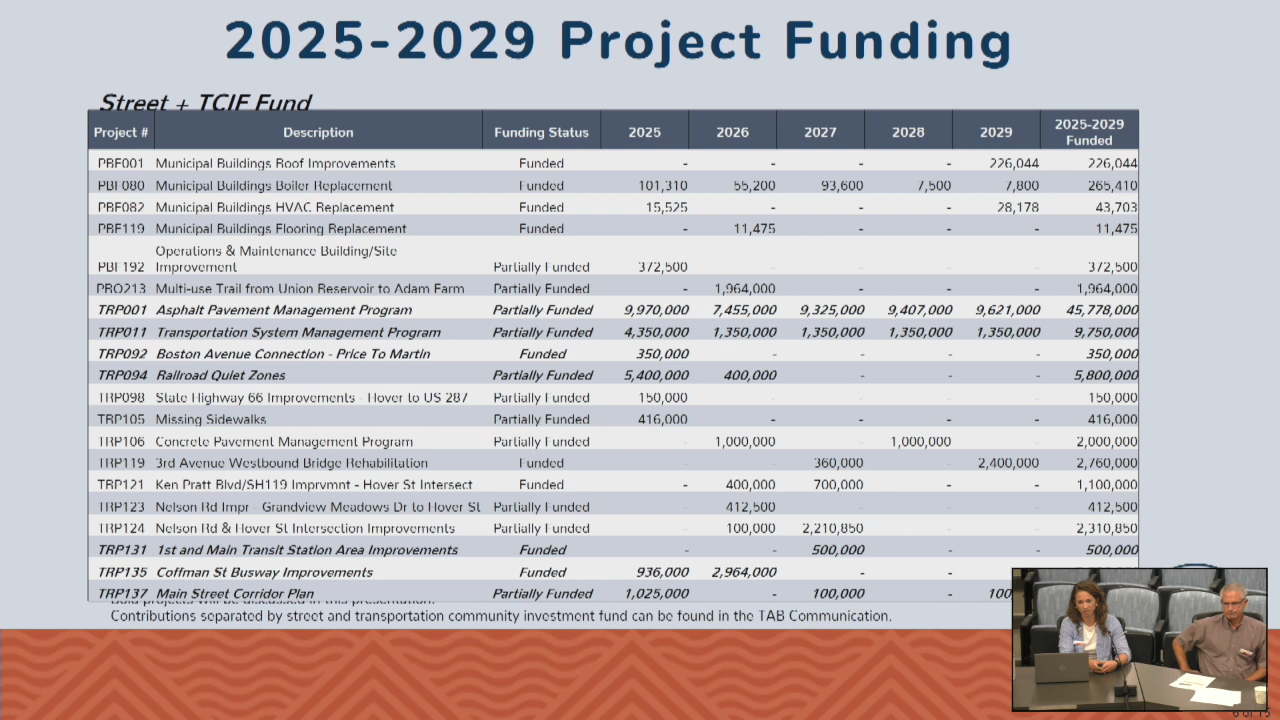 2025-2029 Project Funding
Street + TCIF Fund
Project # Description Funding Status 2025 2026 2027 2028 2029 2025-2029 Funded
PBF001 Municipal Buildings Roof Improvements Funded - - - - 226,044 226,044
PBF080 Municipal Buildings Boiler Replacement Funded 101,310 55,200 93,600 7,500 7,800 265,410
PBF082 Municipal Buildings HVAC Replacement Funded 15,525 - - - 28,178 43,703
PBF119 Municipal Buildings Flooring Replacement Funded - 11,475 - - - 11,475
Operations & Maintenance Building/Site
PBF192 Improvement Partially Funded 372,500 - - - - 372,500
PRO213 Multi-use Trail from Union Reservoir to Adam Farm Partially Funded - 1,964,000 - - - 1,964,000
TRP001 Asphalt Pavement Management Program Partially Funded 9,970,000 7,455,000 9,325,000 9,407,000 9,621,000 45,778,000
TRP011 Transportation System Management Program Partially Funded 4,350,000 1,350,000 1,350,000 1,350,000 1,350,000 9,750,000
TRP092 Boston Avenue Connection - Price To Martin Funded 350,000 - - - - 350,000
TRP094 Railroad Quiet Zones Partially Funded 5,400,000 400,000 - - - 5,800,000
TRP098 State Highway 66 Improvements - Hover to US 287 Partially Funded 150,000 - - - - 150,000
TRP105 Missing Sidewalks Partially Funded 416,000 - - - - 416,000
TRP106 Concrete Pavement Management Program Partially Funded - 1,000,000 - 1,000,000 - 2,000,000
TRP119 3rd Avenue Westbound Bridge Rehabilitation Funded - - 360,000 - 2,400,000 2,760,000
TRP121 Ken Pratt Blvd/SH119 Imprvmnt - Hover St Intersect Funded - 400,000 700,000 - - 1,100,000
TRP123 Nelson Rd Impr - Grandview Meadows Dr to Hover St Partially Funded - 412,500 - - - 412,500
TRP124 Nelson Rd & Hover St Intersection Improvements Partially Funded - 100,000 2,210,850 - - 2,310,850
TRP131 1st and Main Transit Station Area Improvements Funded - - 500,000 - - 500,000
TRP135 Coffman St Busway Improvements Funded 936,000 2,964,000 - - -
TRP137 Main Street Corridor Plan Partially Funded 1,025,000 - 100,000 - 100
Bold projects will be discussed in this presentation.
Contributions separated by street and transportation community investment fund can be found in the TAB Communication.